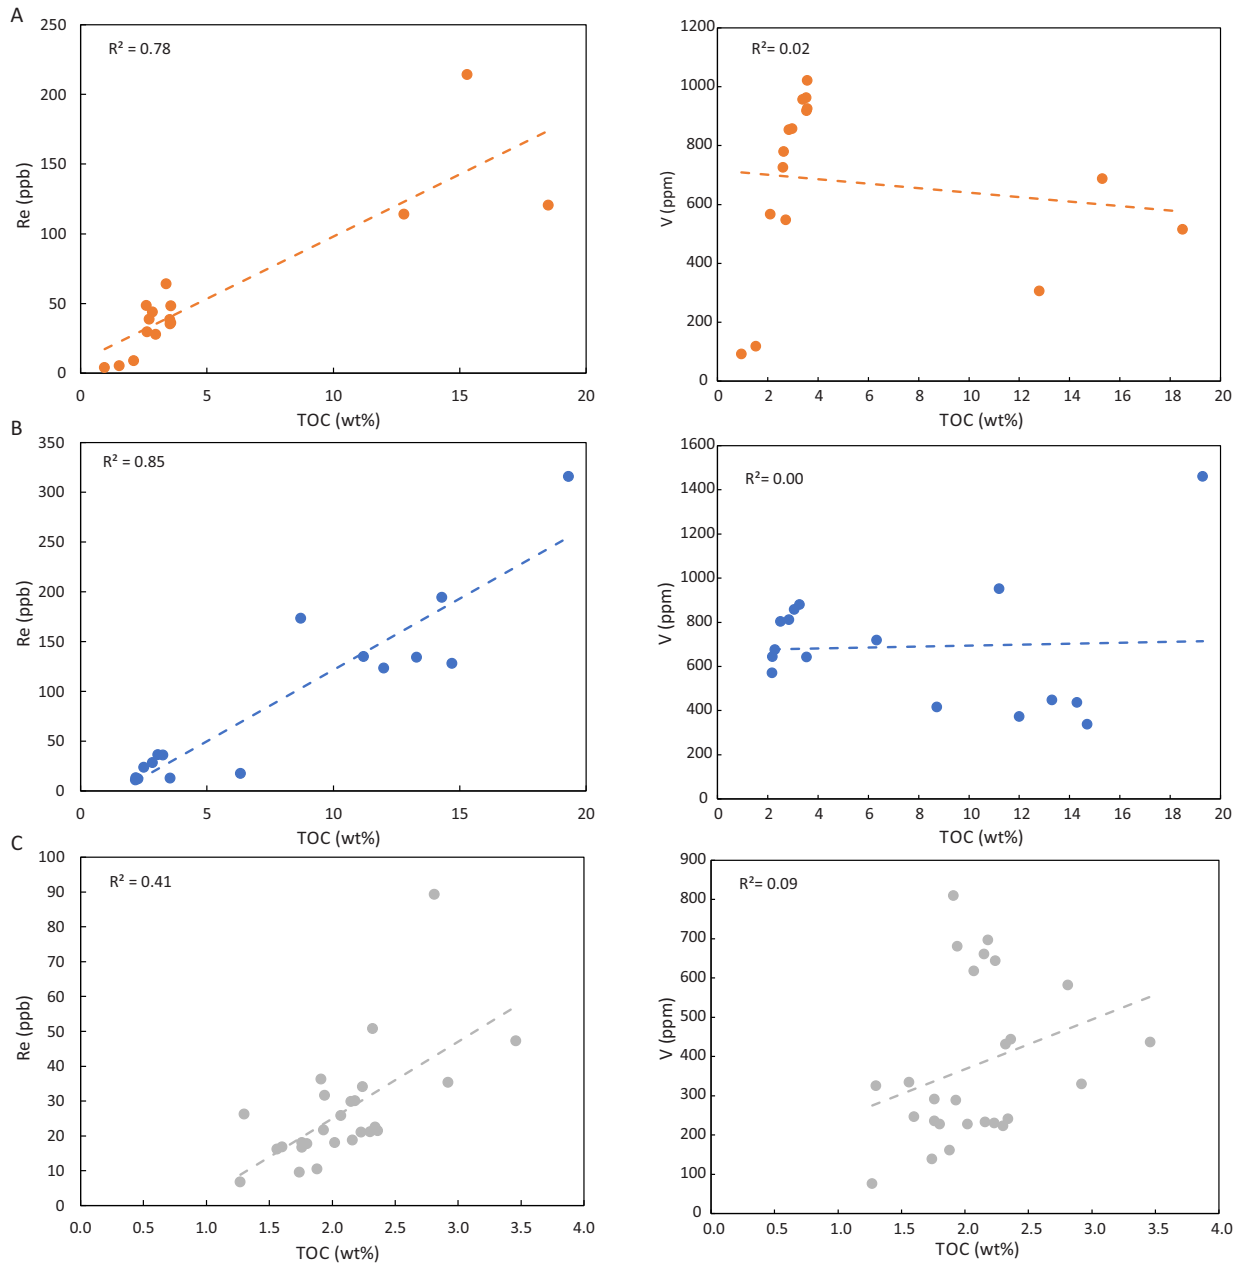 A
R² = 0.78
Re (ppb)
250
200
150
100
50
0
0 5 10 15 20
TOC (wt%)
R²= 0.02
V (ppm)
1200
1000
800
600
400
200
0
0 2 4 6 8 10 12 14 16 18 20
TOC (wt%)
B
R² = 0.85
Re (ppb)
350
300
250
200
150
100
50
0
0 5 10 15 20
TOC (wt%)
R²= 0.00
V (ppm)
1600
1400
1200
1000
800
600
400
200
0
0 2 4 6 8 10 12 14 16 18 20
TOC (wt%)
C
R² = 0.41
Re (ppb)
100
90
80
70
60
50
40
30
20
10
0
0.0 0.5 1.0 1.5 2.0 2.5 3.0 3.5 4.0
TOC (wt%)
R²= 0.09
V (ppm)
900
800
700
600
500
400
300
200
100
0
0.0 0.5 1.0 1.5 2.0 2.5 3.0 3.5 4.0
TOC (wt%)